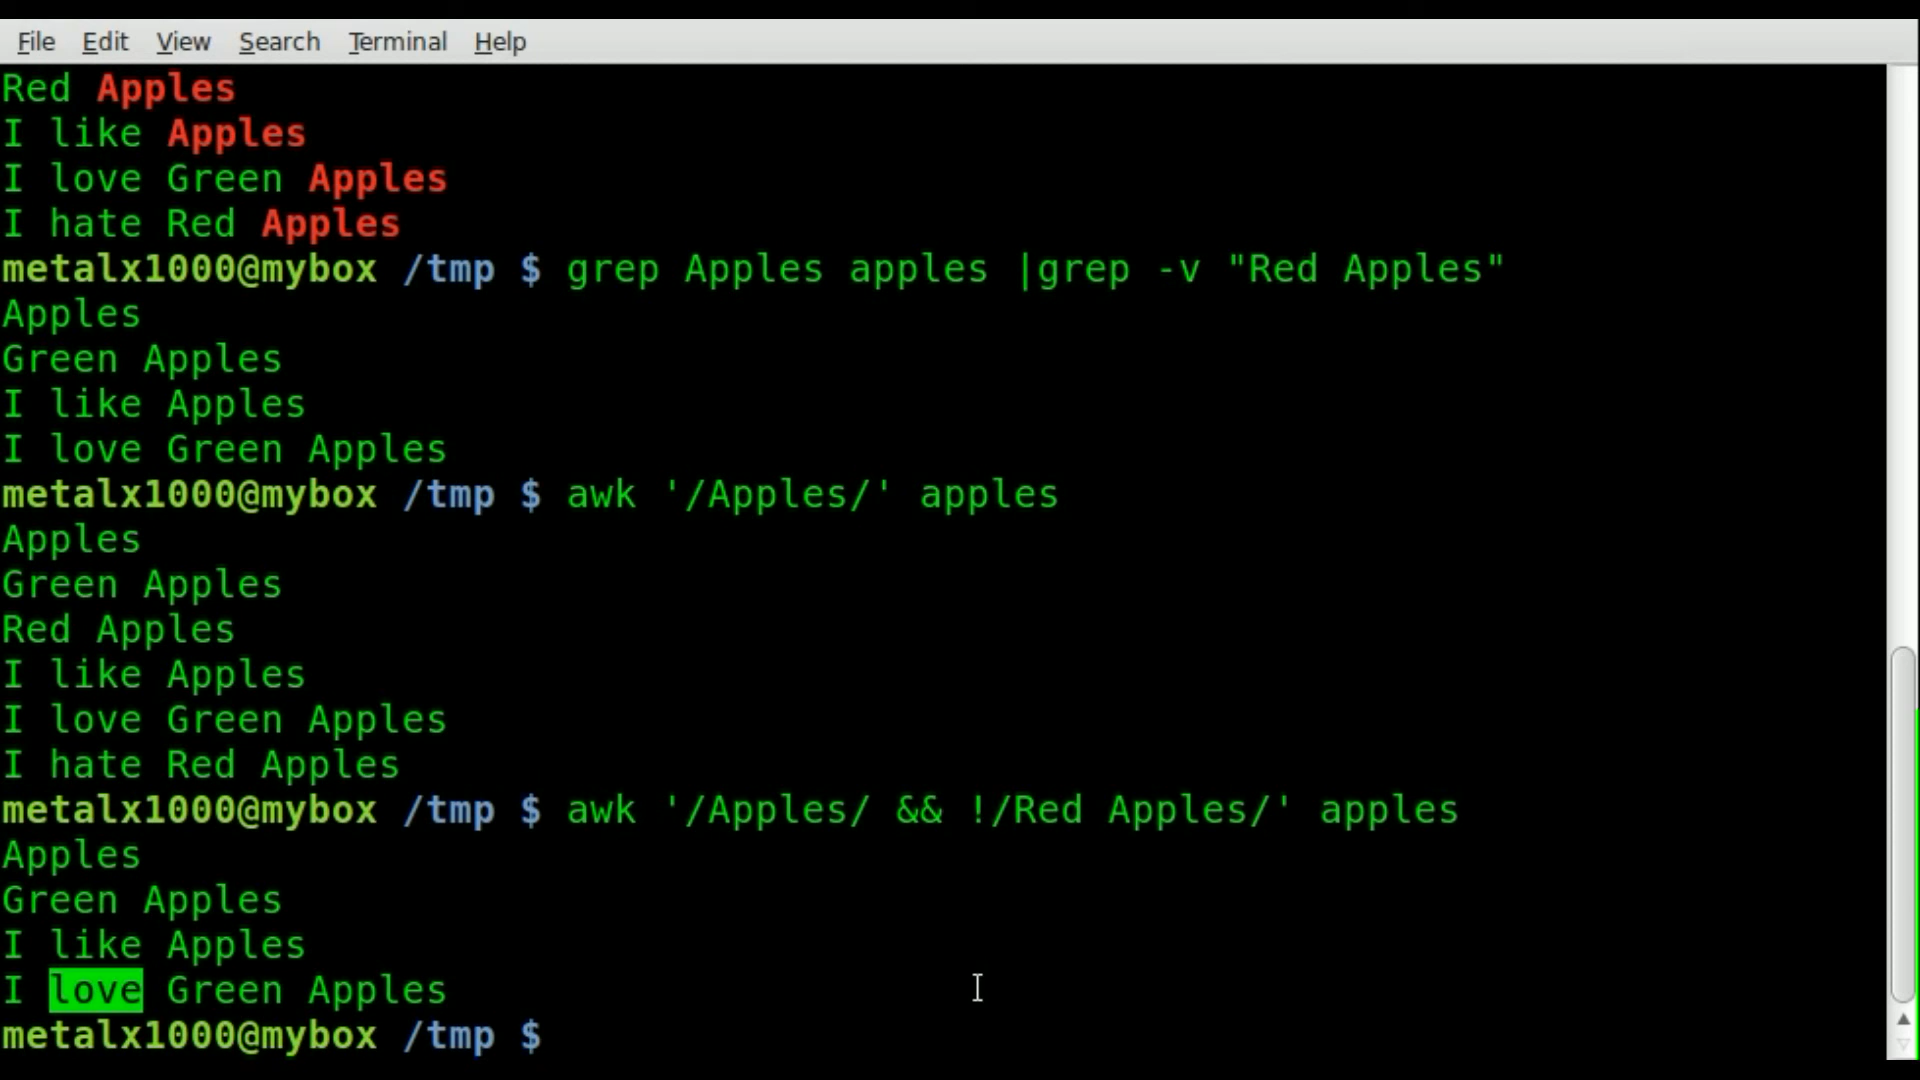 File Edit View Search Terminal Help
Red Apples
I like Apples
I love Green Apples
I hate Red Apples
metalx1000@mybox /tmp $ grep Apples apples |grep -v "Red Apples"
Apples
Green Apples
I like Apples
I love Green Apples
metalx1000@mybox /tmp $ awk '/Apples/' apples
Apples
Green Apples
Red Apples
I like Apples
I love Green Apples
I hate Red Apples
metalx1000@mybox /tmp $ awk '/Apples/ && !/Red Apples/' apples
Apples
Green Apples
I like Apples
I love Green Apples
metalx1000@mybox /tmp $